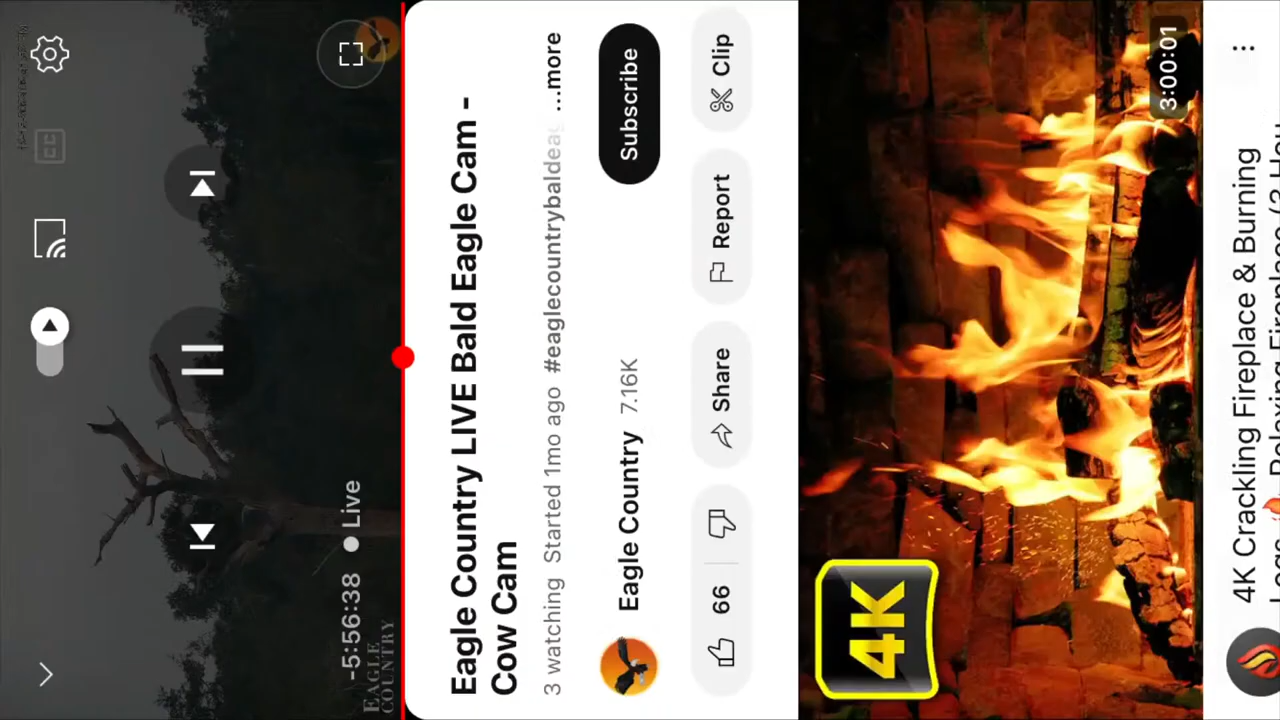 -5:56:38 Live
EAGLE
COUNTRY
Eagle Country LIVE Bald Eagle Cam -
Cow Cam
3 watching Started 1mo ago #eaglecountrybaldeag ...more
Eagle Country 7.16K Subscribe
66 Share Report Clip
4K
3:00:01
4K Crackling Fireplace & Burning